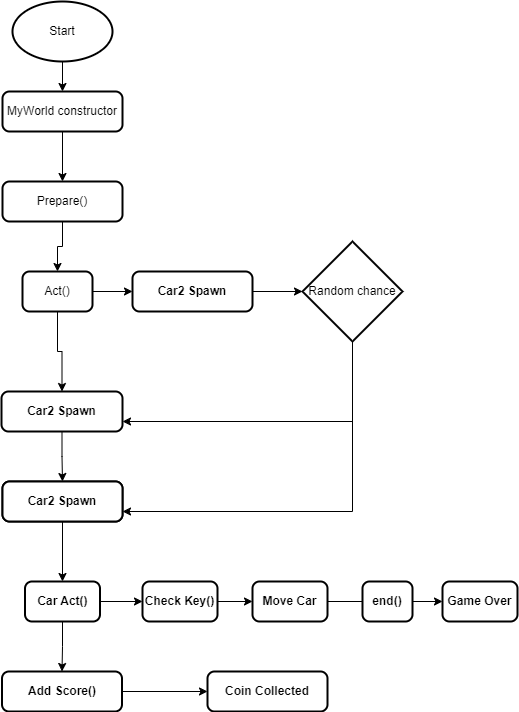 Start
MyWorld constructor
Prepare()
Act()
Car2 Spawn
Random chance
Car2 Spawn
Car2 Spawn
Car Act()
Check Key()
Move Car
end()
Game Over
Add Score()
Coin Collected